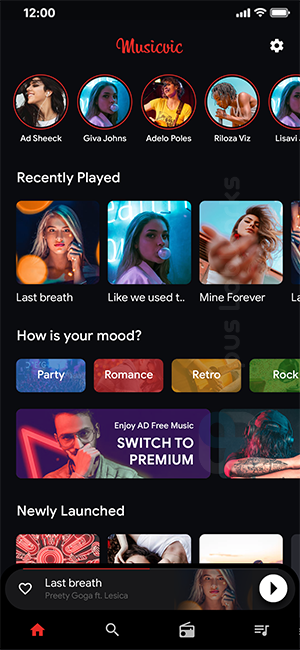 12:00
Musicvic
Ad Sheeck
Giva Johns
Adelo Poles
Riloza Viz
Lisavi
Recently Played
Last breath
Like we used t..
Mine Forever
La
How is your mood?
Party
Romance
Retro
Rock
Enjoy AD Free Music
SWITCH TO
PREMIUM
Newly Launched
Last breath
Preety Goga ft. Lesica